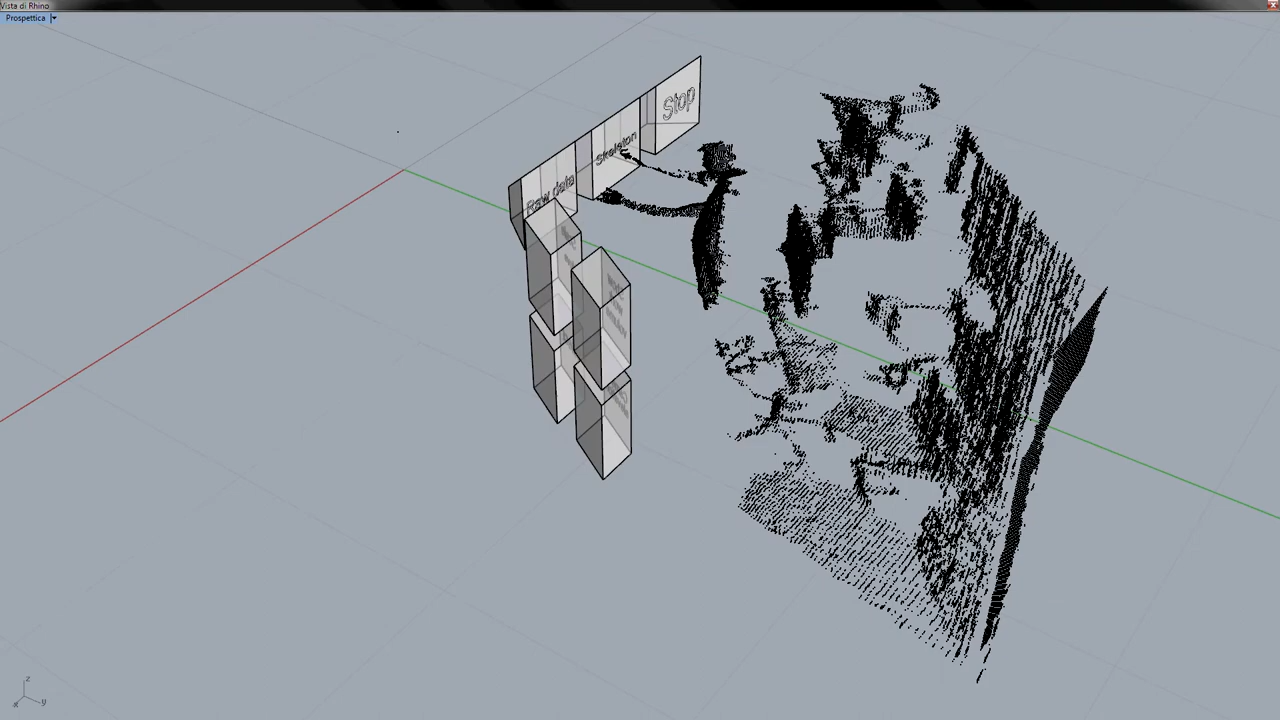 Vista di Rhino
Prospettica
Stop
Skeleton
Raw data
z
x
y